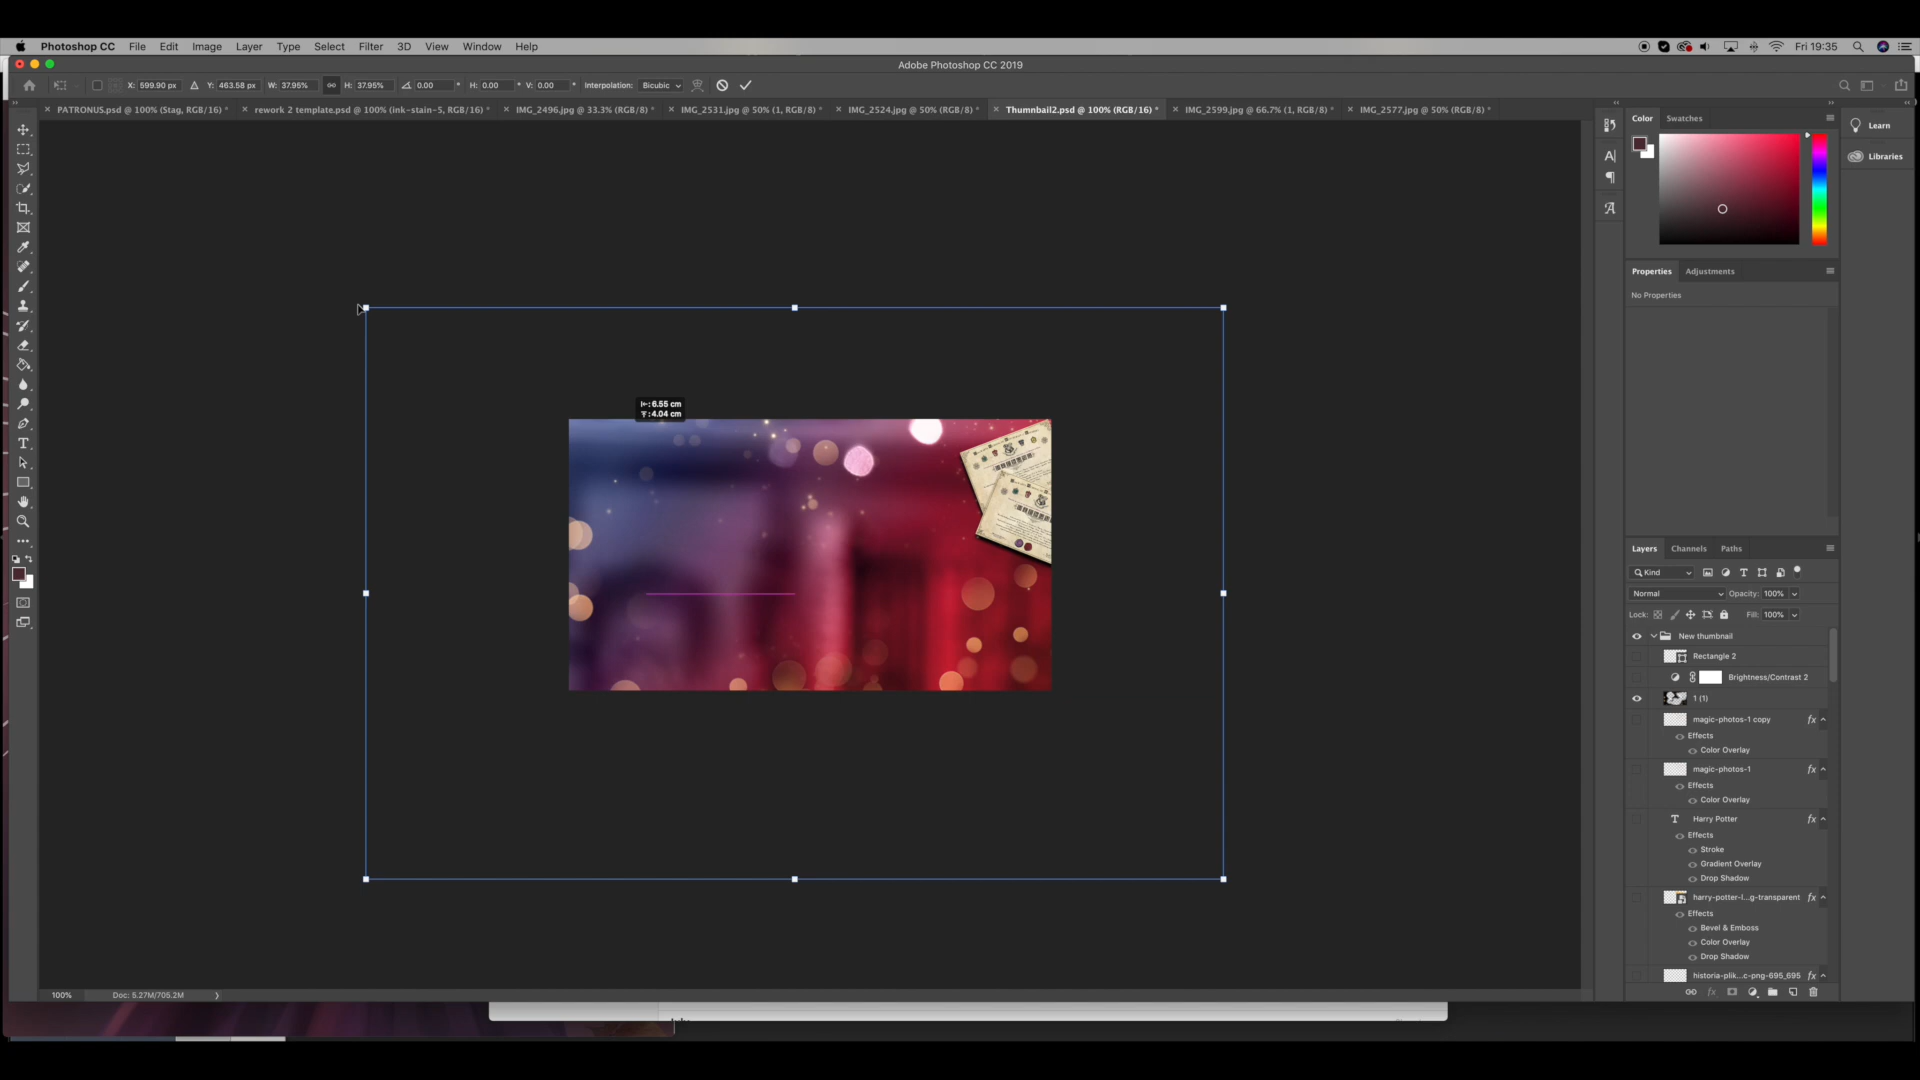 Photoshop CC File Edit Image Layer Type Select Filter 3D View Window Help
Fri 19:35
Adobe Photoshop CC 2019
X: 599.90 px Y: 463.58 px W: 37.95% H: 37.95% 0.00 ° H: 0.00 ° V: 0.00 ° Interpolation: Bicubic
PATRONUS.psd @ 100% (Stag, RGB/16) * rework 2 template.psd @ 100% (ink-stain-5, RGB/16) * IMG_2496.jpg @ 33.3% (RGB/8) * IMG_2531.jpg @ 50% (1, RGB/8) * IMG_2524.jpg @ 50% (RGB/8) * Thumnbail2.psd @ 100% (RGB/16) * IMG_2599.jpg @ 66.7% (1, RGB/8) * IMG_2577.jpg @ 50% (RGB/8) *
Color Swatches
Learn
Libraries
Properties Adjustments
No Properties
: 6.55 cm
: 4.04 cm
Layers Channels Paths
Kind
Normal Opacity: 100%
Lock: Fill: 100%
New thumbnail
Rectangle 2
Brightness/Contrast 2
1 (1)
magic-photos-1 copy fx
Effects
Color Overlay
magic-photos-1 fx
Effects
Color Overlay
T Harry Potter fx
Effects
Stroke
Gradient Overlay
Drop Shadow
harry-potter-l...g-transparent fx
Effects
Bevel & Emboss
Color Overlay
Drop Shadow
historia-plik...c-png-695_695 fx
100% Doc: 5.27M/705.2M